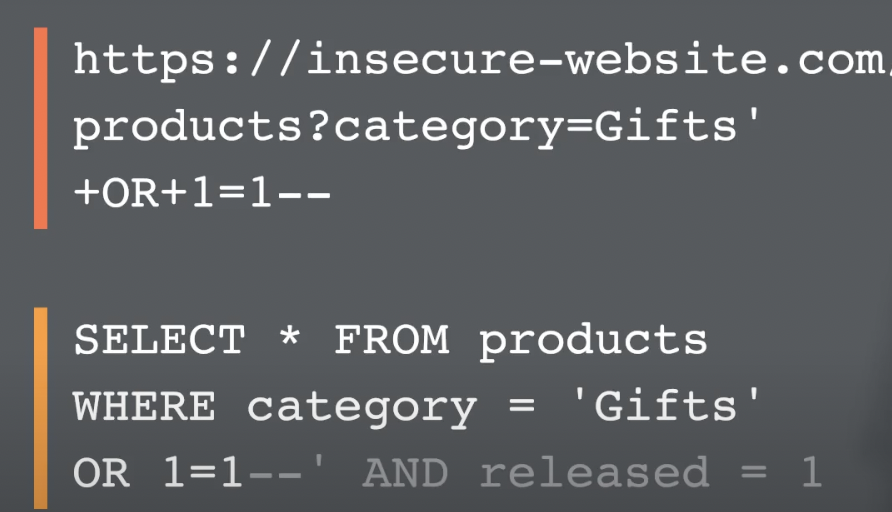 https://insecure-website.com/
products?category=Gifts'
+OR+1=1--
SELECT * FROM products
WHERE category = 'Gifts'
OR 1=1--' AND released = 1